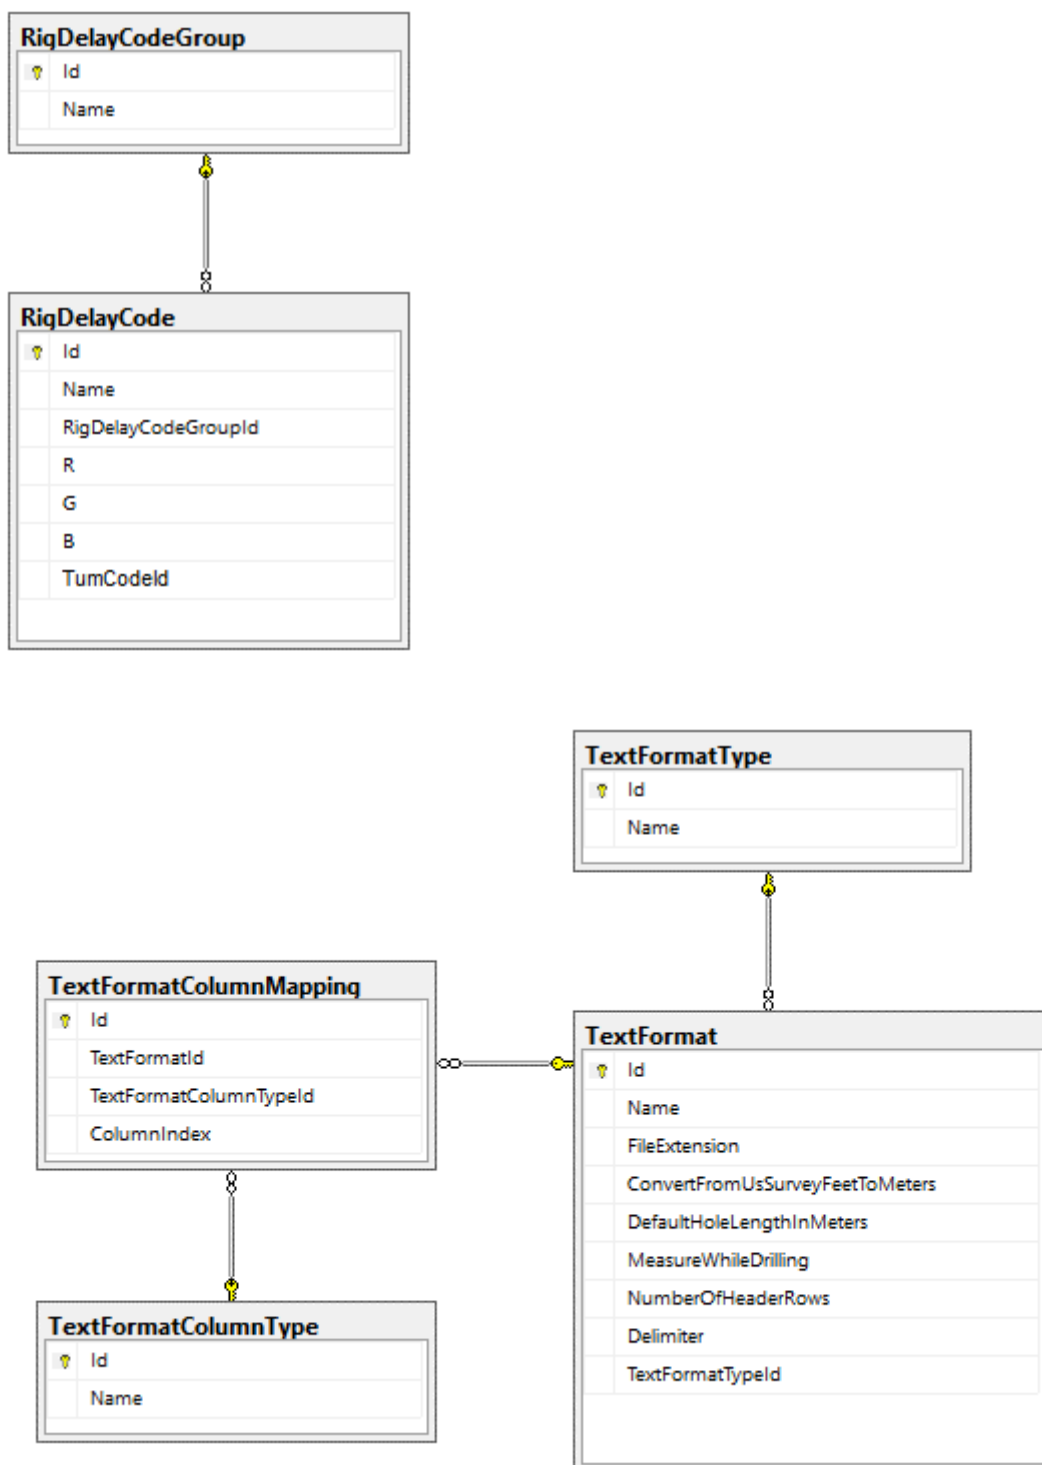 RigDelayCodeGroup
Id
Name
RigDelayCode
Id
Name
RigDelayCodeGroupId
R
G
B
TumCodeId
TextFormatType
Id
Name
TextFormatColumnMapping
Id
TextFormatId
TextFormatColumnTypeId
ColumnIndex
TextFormat
Id
Name
FileExtension
ConvertFromUsSurveyFeetToMeters
DefaultHoleLengthInMeters
MeasureWhileDrilling
NumberOfHeaderRows
Delimiter
TextFormatTypeId
TextFormatColumnType
Id
Name